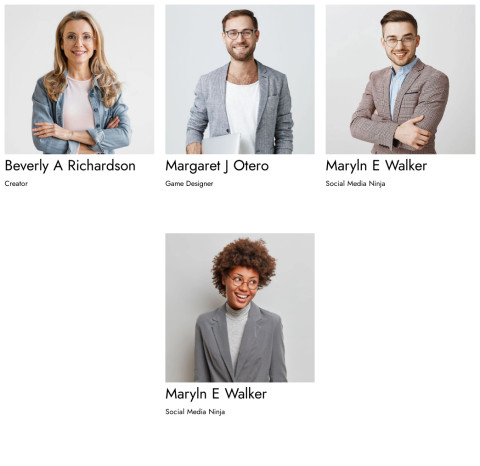 Beverly A Richardson
Creator
Margaret J Otero
Game Designer
Maryln E Walker
Social Media Ninja
Maryln E Walker
Social Media Ninja